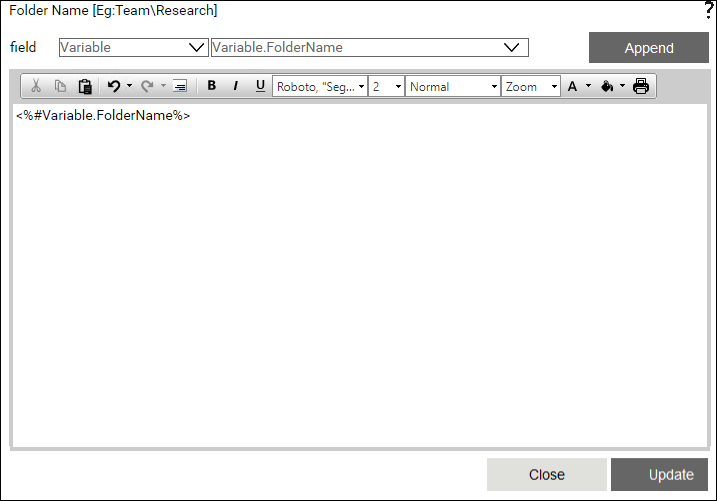 Folder Name [Eg:Team\Research] ?
field Variable Variable.FolderName Append
B I U Roboto, "Seg... 2 Normal Zoom A
<%#Variable.FolderName%>
Close Update